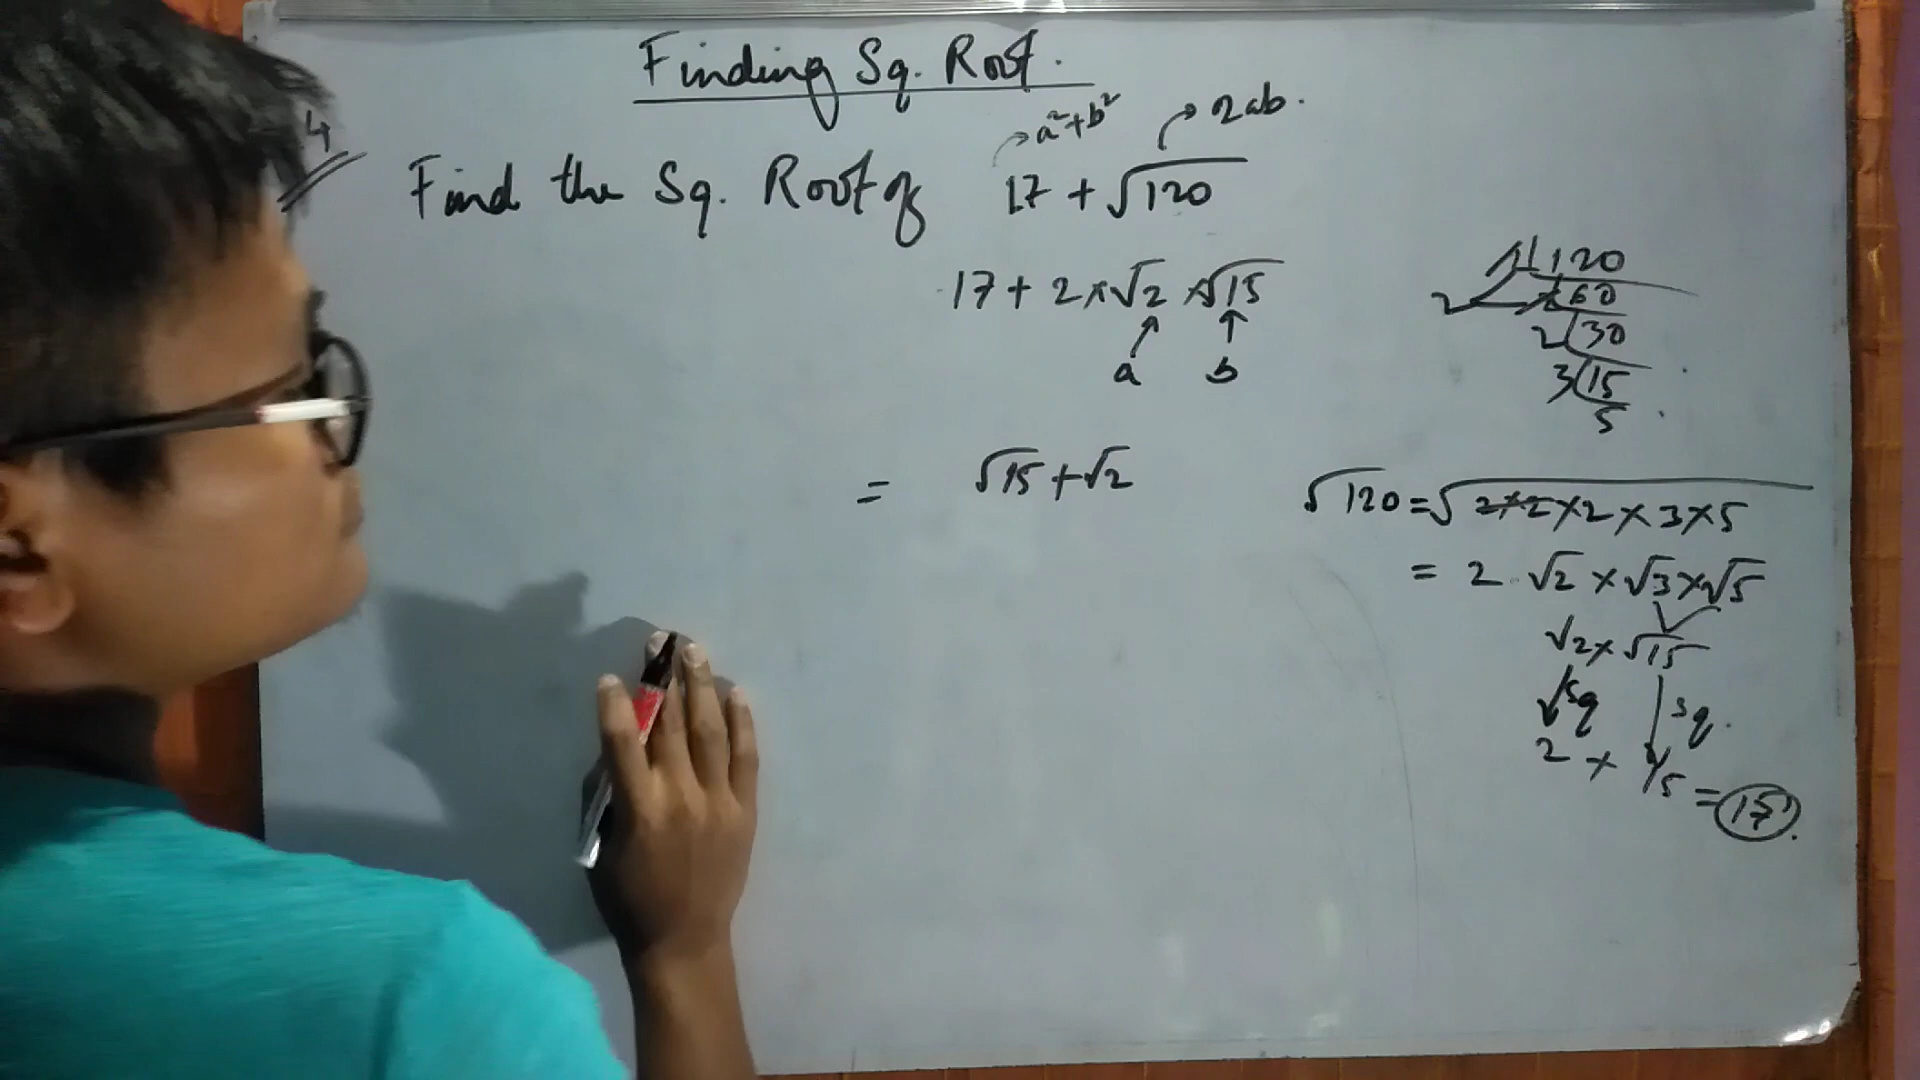 Finding Sq. Root.
a²+b² 2ab.
4 Find the Sq. Root of 17 + √120
17 + 2 × √2 × √15
a b
= √15 + √2
120
2 60
2 30
3 15
5
√120 = √2×2×2×3×5
= 2 √2 × √3 × √5
√2 × √15
sq sq.
2 + 15 = 17